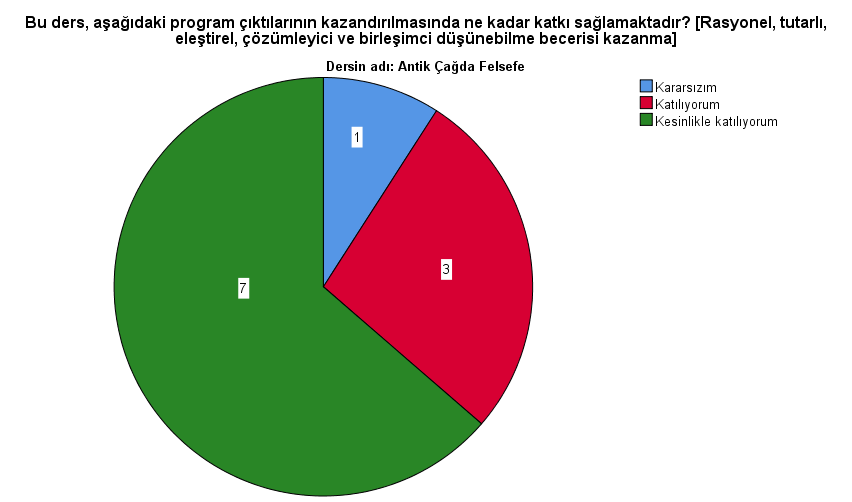 Bu ders, aşağıdaki program çıktılarının kazandırılmasında ne kadar katkı sağlamaktadır? [Rasyonel, tutarlı,
eleştirel, çözümleyici ve birleşimci düşünebilme becerisi kazanma]
Dersin adı: Antik Çağda Felsefe
Kararsızım
Katılıyorum
Kesinlikle katılıyorum
1
3
7